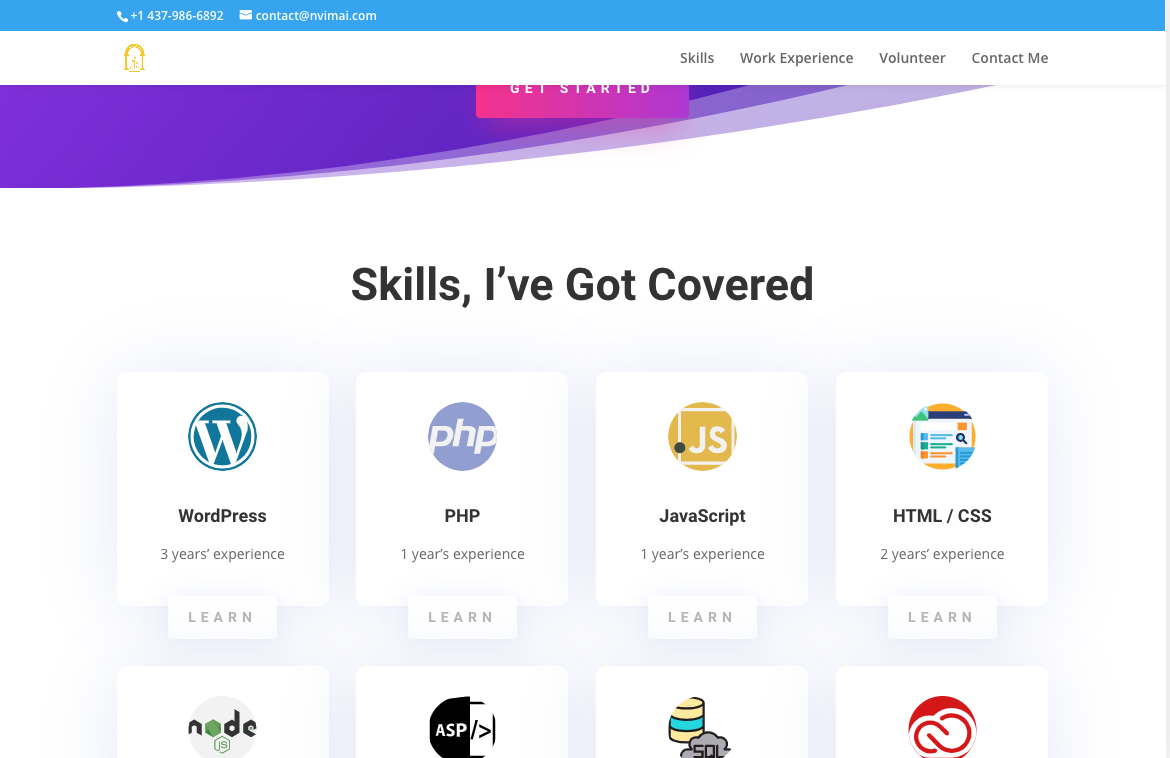 +1 437-986-6892 contact@nvimai.com
Skills Work Experience Volunteer Contact Me
GET STARTED
Skills, I’ve Got Covered
php JS
WordPress PHP JavaScript HTML / CSS
3 years’ experience 1 year’s experience 1 year’s experience 2 years’ experience
LEARN LEARN LEARN LEARN
node JS ASP/> SQL